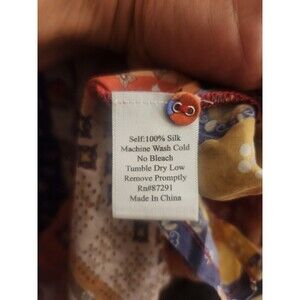 Self:100% Silk
Machine Wash Cold
No Bleach
Tumble Dry Low
Remove Promptly
Rn#87291
Made In China